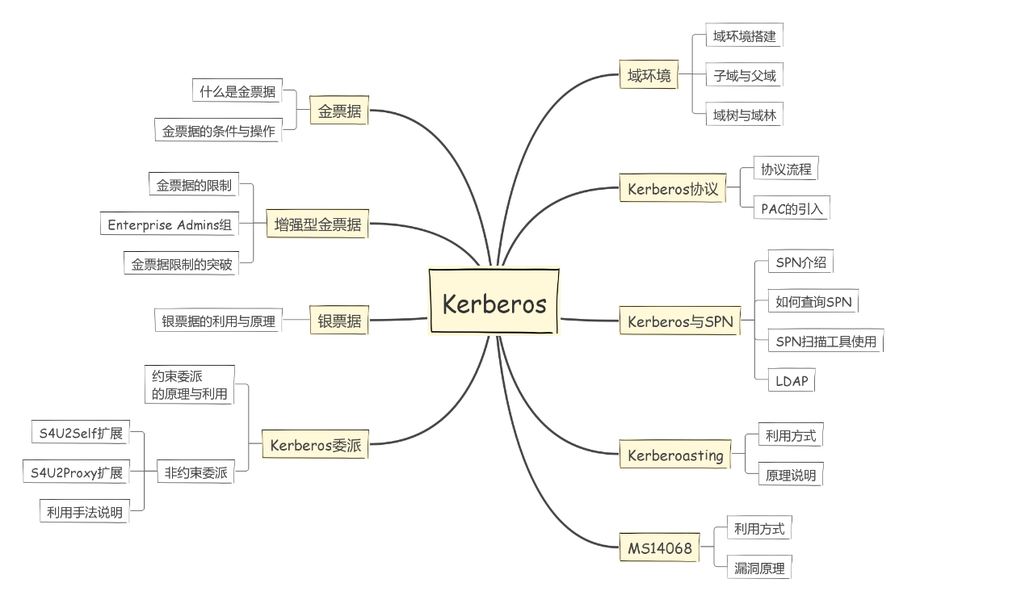 Kerberos
域环境
域环境搭建
子域与父域
域树与域林
Kerberos协议
协议流程
PAC的引入
Kerberos与SPN
SPN介绍
如何查询SPN
SPN扫描工具使用
LDAP
Kerberoasting
利用方式
原理说明
MS14068
利用方式
漏洞原理
金票据
什么是金票据
金票据的条件与操作
增强型金票据
金票据的限制
Enterprise Admins组
金票据限制的突破
银票据
银票据的利用与原理
Kerberos委派
约束委派
的原理与利用
非约束委派
S4U2Self扩展
S4U2Proxy扩展
利用手法说明